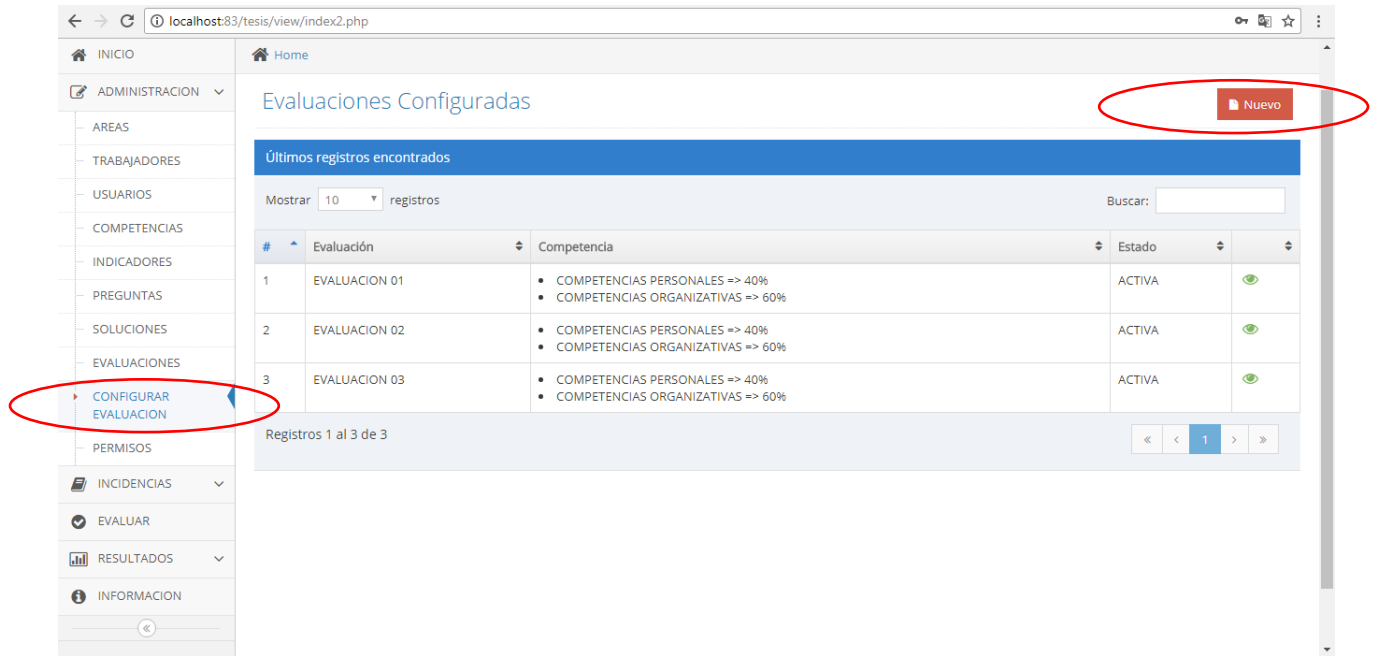 localhost:83/tesis/view/index2.php
INICIO
ADMINISTRACION
AREAS
TRABAJADORES
USUARIOS
COMPETENCIAS
INDICADORES
PREGUNTAS
SOLUCIONES
EVALUACIONES
CONFIGURAR
EVALUACION
PERMISOS
INCIDENCIAS
EVALUAR
RESULTADOS
INFORMACION
Home
Evaluaciones Configuradas
Nuevo
Últimos registros encontrados
Mostrar 10 registros
Buscar:
# Evaluación Competencia Estado
1 EVALUACION 01 • COMPETENCIAS PERSONALES => 40% ACTIVA
• COMPETENCIAS ORGANIZATIVAS => 60%
2 EVALUACION 02 • COMPETENCIAS PERSONALES => 40% ACTIVA
• COMPETENCIAS ORGANIZATIVAS => 60%
3 EVALUACION 03 • COMPETENCIAS PERSONALES => 40% ACTIVA
• COMPETENCIAS ORGANIZATIVAS => 60%
Registros 1 al 3 de 3
« < 1 > »